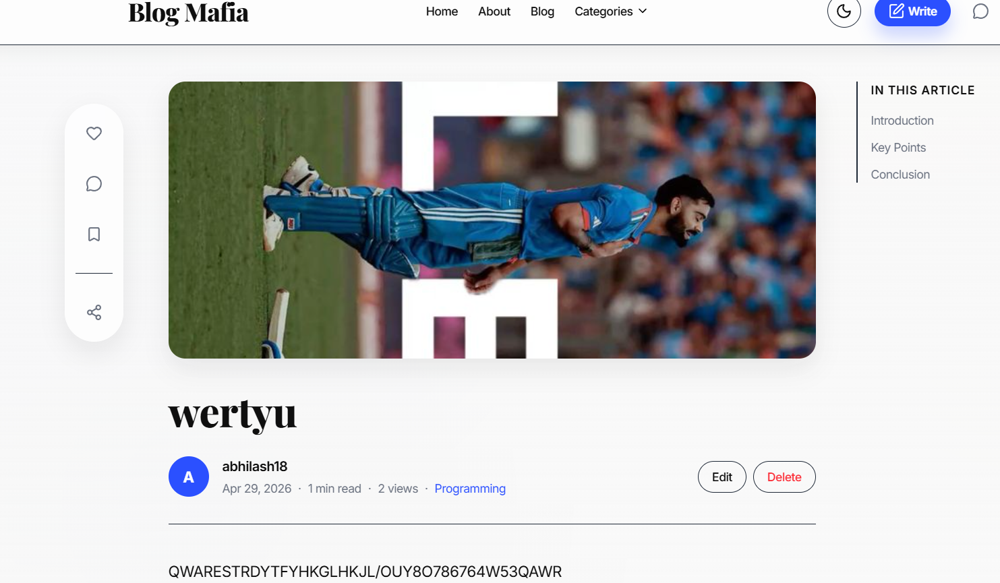 Blog Mafia
Home About Blog Categories
Write
IN THIS ARTICLE
Introduction
Key Points
Conclusion
wertyu
A
abhilash18
Apr 29, 2026 · 1 min read · 2 views · Programming
Edit Delete
QWARESTRDYTFYHKGLHKJL/OUY8O786764W53QAWR